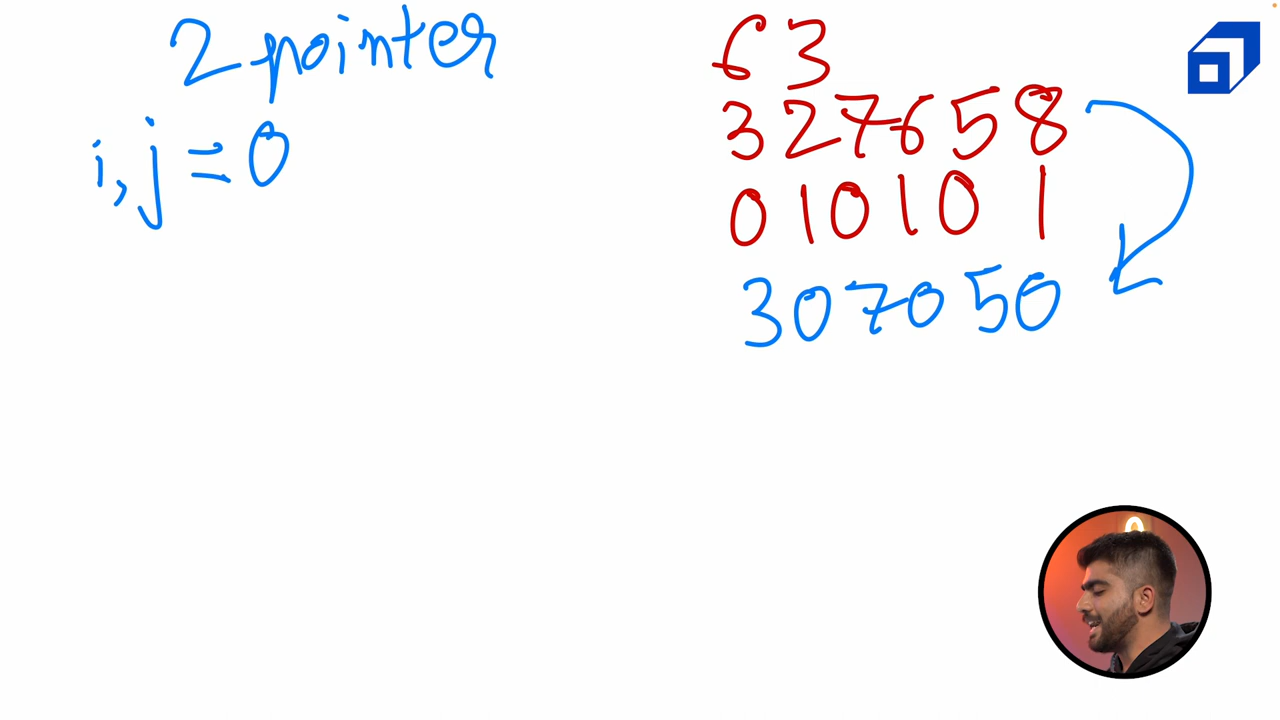 2 pointer
i, j = 0
6 3
3 2 7 6 5 8
0 1 0 1 0 1
3 0 7 0 5 0